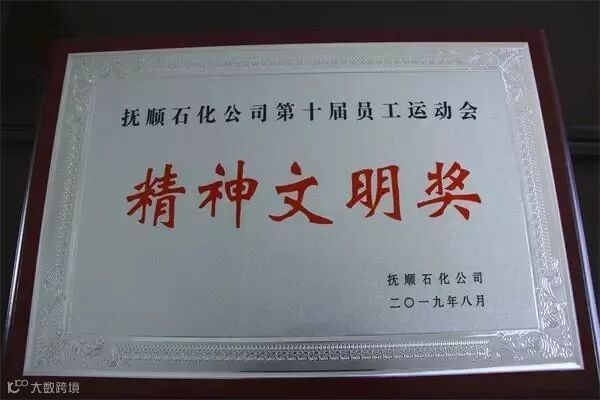 抚顺石化公司第十届员工运动会
精神文明奖
抚顺石化公司
二〇一九年八月
大数跨境